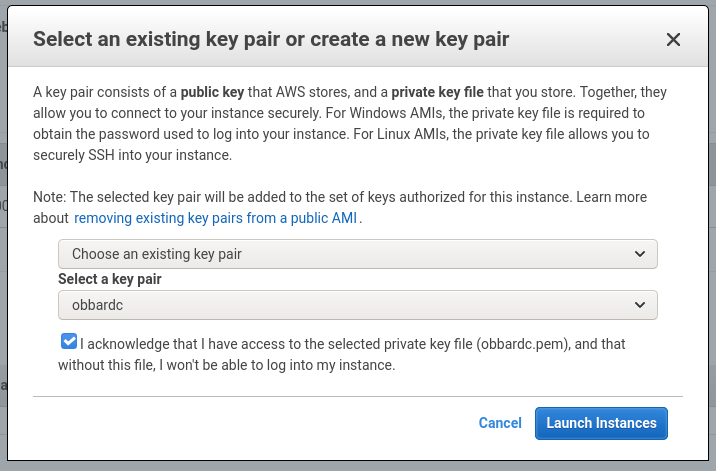 Select an existing key pair or create a new key pair
A key pair consists of a public key that AWS stores, and a private key file that you store. Together, they
allow you to connect to your instance securely. For Windows AMIs, the private key file is required to
obtain the password used to log into your instance. For Linux AMIs, the private key file allows you to
securely SSH into your instance.
Note: The selected key pair will be added to the set of keys authorized for this instance. Learn more
about removing existing key pairs from a public AMI .
Choose an existing key pair
Select a key pair
obbardc
I acknowledge that I have access to the selected private key file (obbardc.pem), and that
without this file, I won't be able to log into my instance.
Cancel
Launch Instances